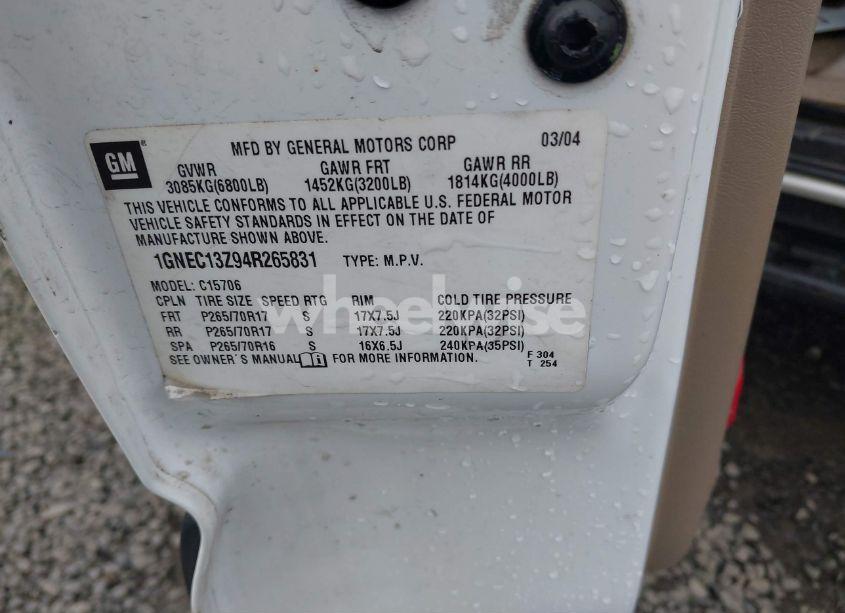 GM
MFD BY GENERAL MOTORS CORP 03/04
GVWR GAWR FRT GAWR RR
3085KG(6800LB) 1452KG(3200LB) 1814KG(4000LB)
THIS VEHICLE CONFORMS TO ALL APPLICABLE U.S. FEDERAL MOTOR
VEHICLE SAFETY STANDARDS IN EFFECT ON THE DATE OF
MANUFACTURE SHOWN ABOVE.
1GNEC13Z94R265831 TYPE: M.P.V.
MODEL: C15706
CPLN TIRE SIZE SPEED RTG RIM COLD TIRE PRESSURE
FRT P265/70R17 S 17X7.5J 220KPA(32PSI)
RR P265/70R17 S 17X7.5J 220KPA(32PSI)
SPA P265/70R16 S 16X6.5J 240KPA(35PSI)
SEE OWNER'S MANUAL FOR MORE INFORMATION.
F 304
T 254